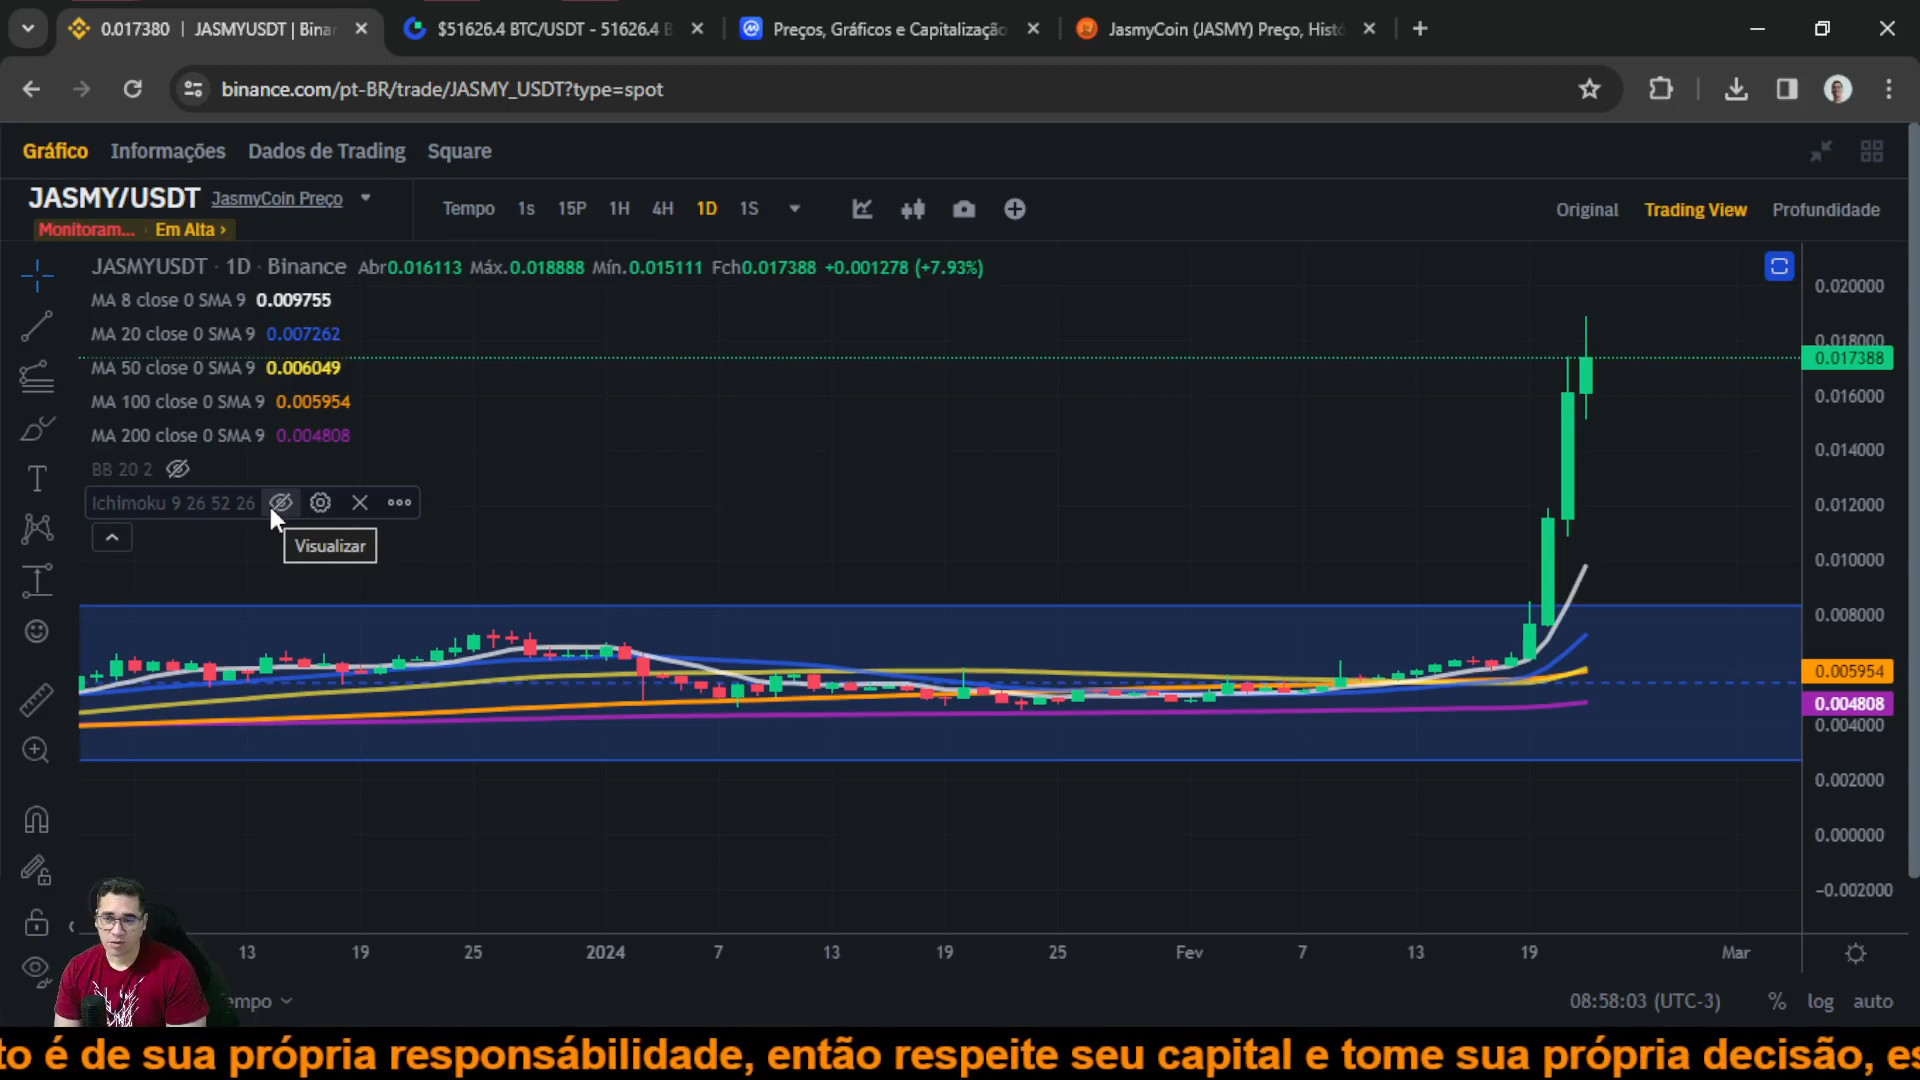 0.017380 | JASMYUSDT | Binar
$51626.4 BTC/USDT - 51626.4 B
Preços, Gráficos e Capitalização
JasmyCoin (JASMY) Preço, Histó
binance.com/pt-BR/trade/JASMY_USDT?type=spot
Gráfico Informações Dados de Trading Square
JASMY/USDT JasmyCoin Preço
Monitoram... Em Alta ›
Tempo 1s 15P 1H 4H 1D 1S
Original Trading View Profundidade
JASMYUSDT · 1D · Binance Abr0.016113 Máx.0.018888 Mín.0.015111 Fch0.017388 +0.001278 (+7.93%)
MA 8 close 0 SMA 9 0.009755
MA 20 close 0 SMA 9 0.007262
MA 50 close 0 SMA 9 0.006049
MA 100 close 0 SMA 9 0.005954
MA 200 close 0 SMA 9 0.004808
BB 20 2
Ichimoku 9 26 52 26
Visualizar
0.020000
0.018000
0.017388
0.016000
0.014000
0.012000
0.010000
0.008000
0.005954
0.004808
0.004000
0.002000
0.000000
−0.002000
13 19 25 2024 7 13 19 25 Fev 7 13 19 Mar
empo
08:58:03 (UTC-3) % log auto
to é de sua própria responsábilidade, então respeite seu capital e tome sua própria decisão, es